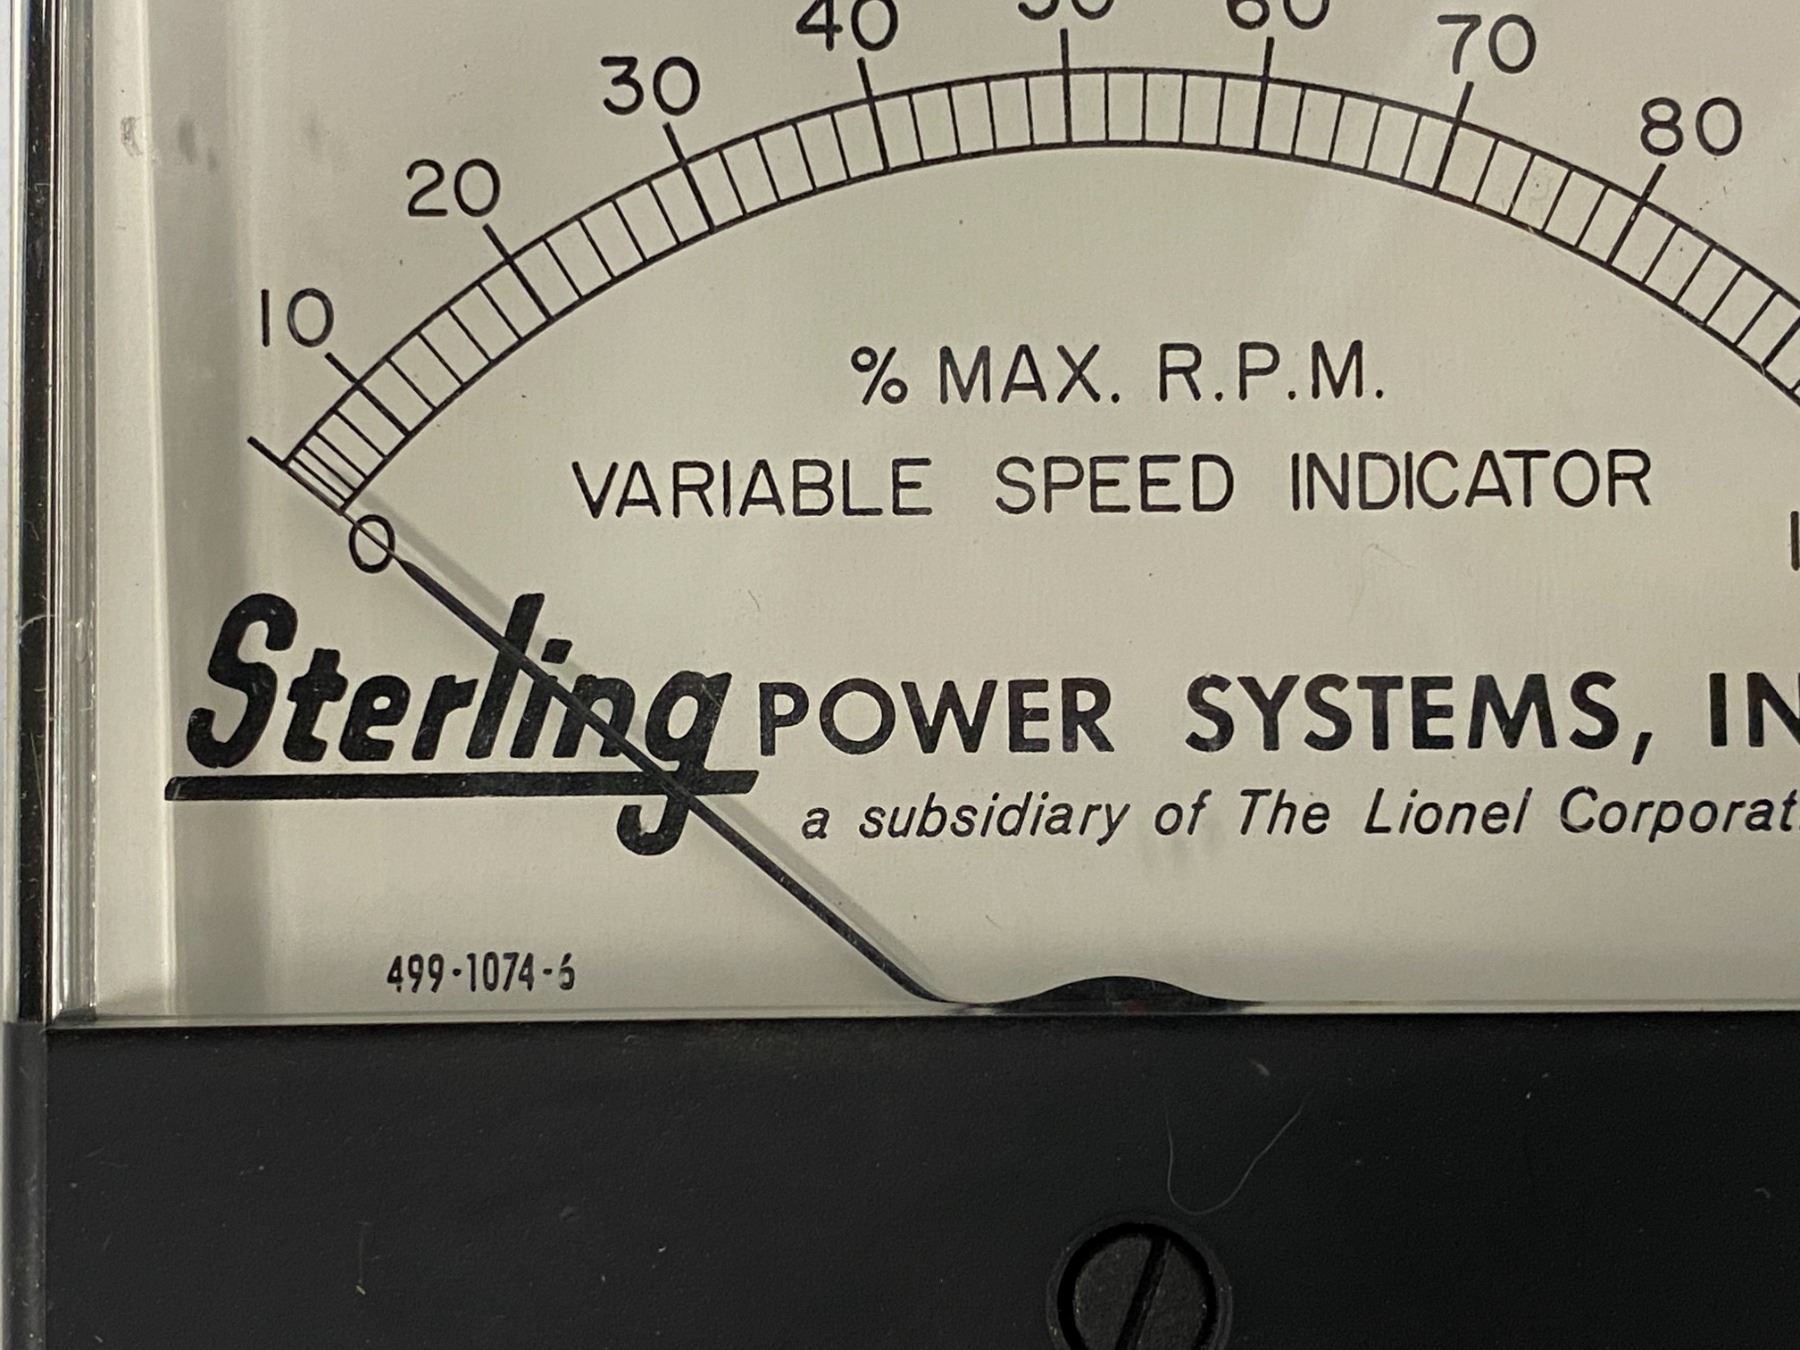 10 20 30 40 50 60 70 80
0
% MAX. R.P.M.
VARIABLE SPEED INDICATOR
Sterling POWER SYSTEMS, IN
a subsidiary of The Lionel Corporat
499-1074-6